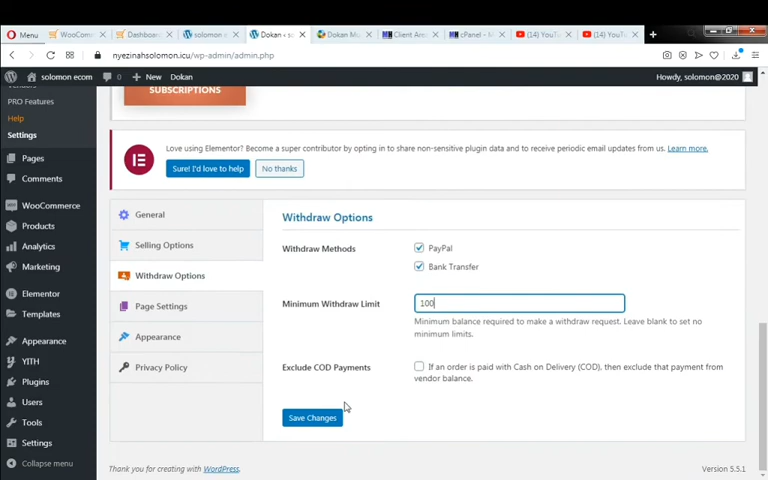 Menu
WooComm
Dashboard
solomon e
Dokan < so
Dokan Mu
Client Area
cPanel - M
(14) YouTu
(14) YouTu
nyezinahsolomon.icu/wp-admin/admin.php
solomon ecom 0 New Dokan Howdy, solomon@2020
Vendors
PRO Features
Help
Settings
Pages
Comments
WooCommerce
Products
Analytics
Marketing
Elementor
Templates
Appearance
YITH
Plugins
Users
Tools
Settings
Collapse menu
SUBSCRIPTIONS
Love using Elementor? Become a super contributor by opting in to share non-sensitive plugin data and to receive periodic email updates from us. Learn more.
Sure! I'd love to help No thanks
General
Selling Options
Withdraw Options
Page Settings
Appearance
Privacy Policy
Withdraw Options
Withdraw Methods PayPal
Bank Transfer
Minimum Withdraw Limit 100
Minimum balance required to make a withdraw request. Leave blank to set no
minimum limits.
Exclude COD Payments If an order is paid with Cash on Delivery (COD), then exclude that payment from
vendor balance.
Save Changes
Thank you for creating with WordPress. Version 5.5.1